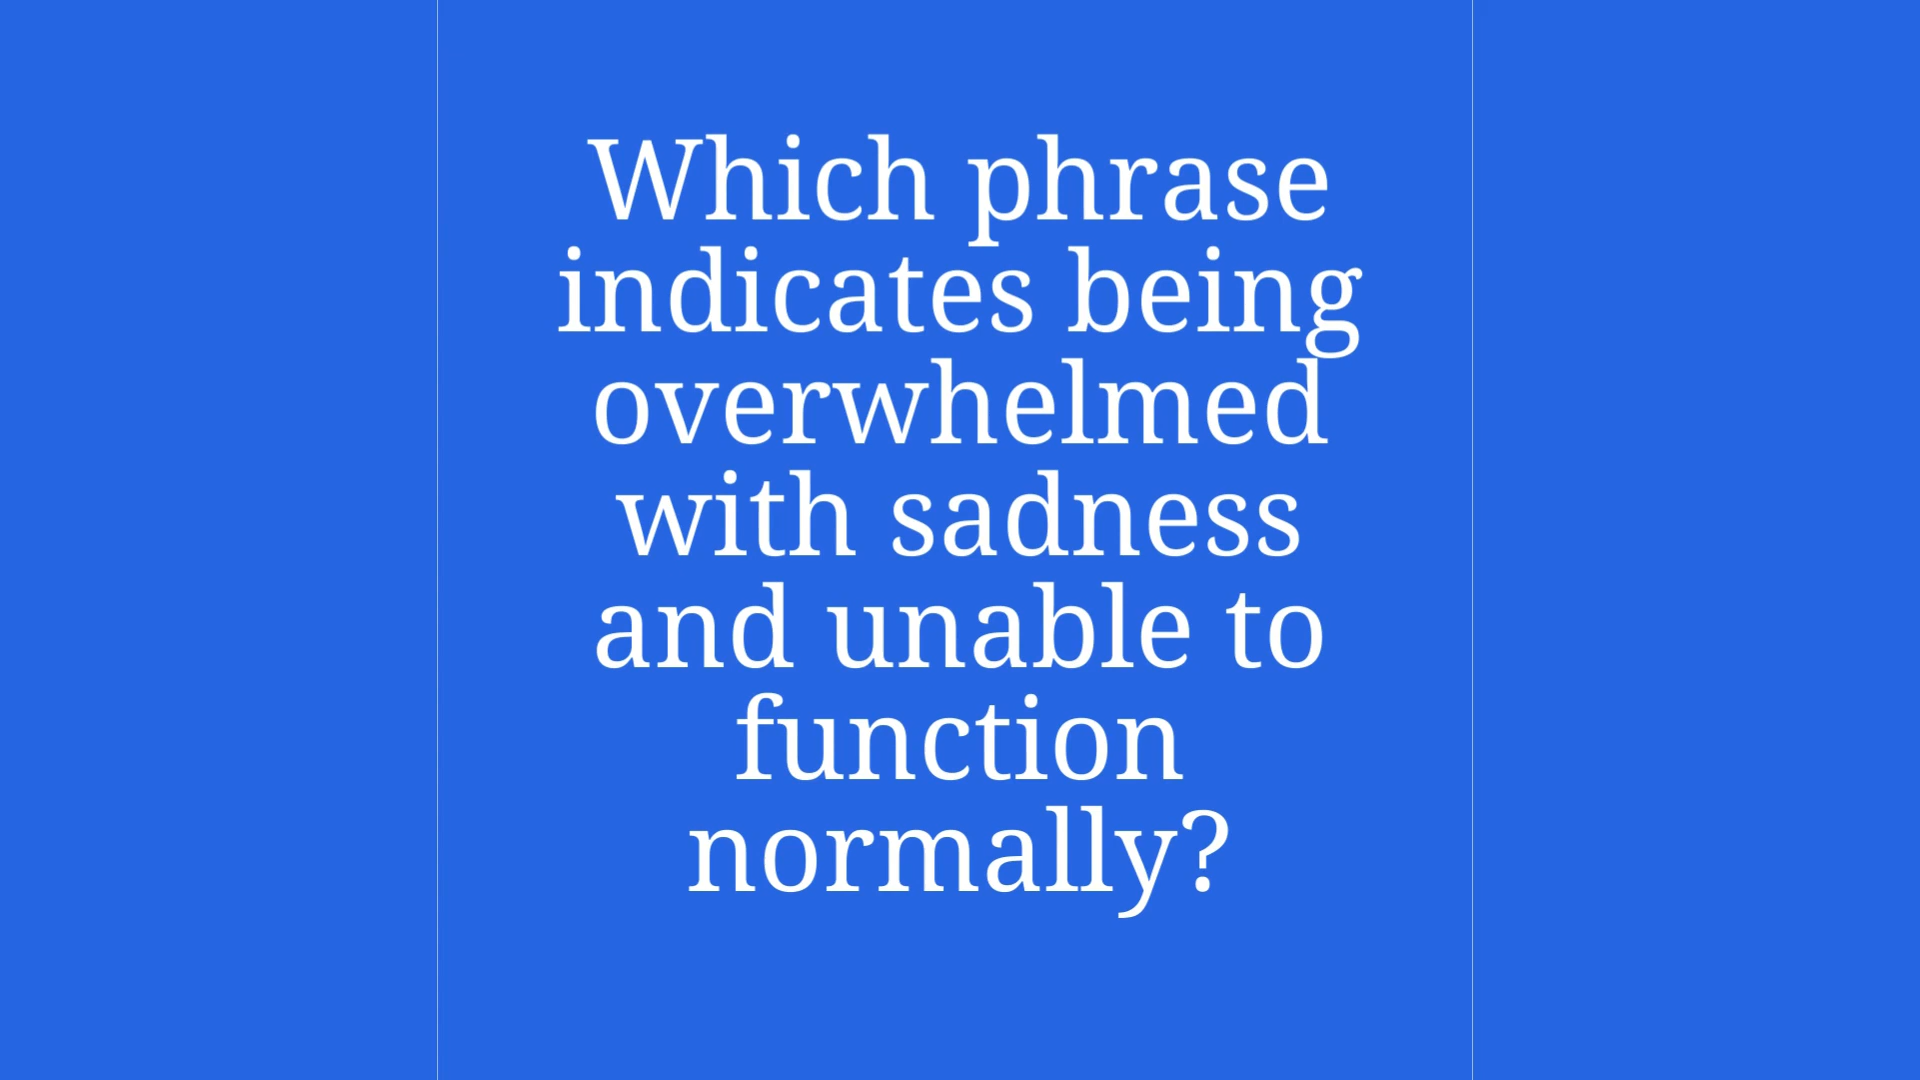 Which phrase
indicates being
overwhelmed
with sadness
and unable to
function
normally?